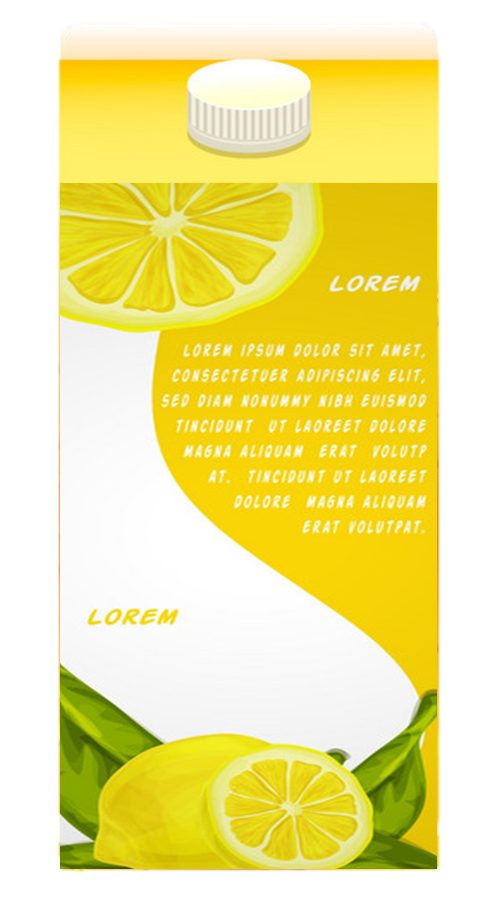 LOREM
LOREM IPSUM DOLOR SIT AMET,
CONSECTETUER ADIPISCING ELIT,
SED DIAM NONUMMY NIBH EUISMOD
TINCIDUNT UT LAOREET DOLORE
MAGNA ALIQUAM ERAT VOLUTP
AT. TINCIDUNT UT LAOREET
DOLORE MAGNA ALIQUAM
ERAT VOLUTPAT.
LOREM